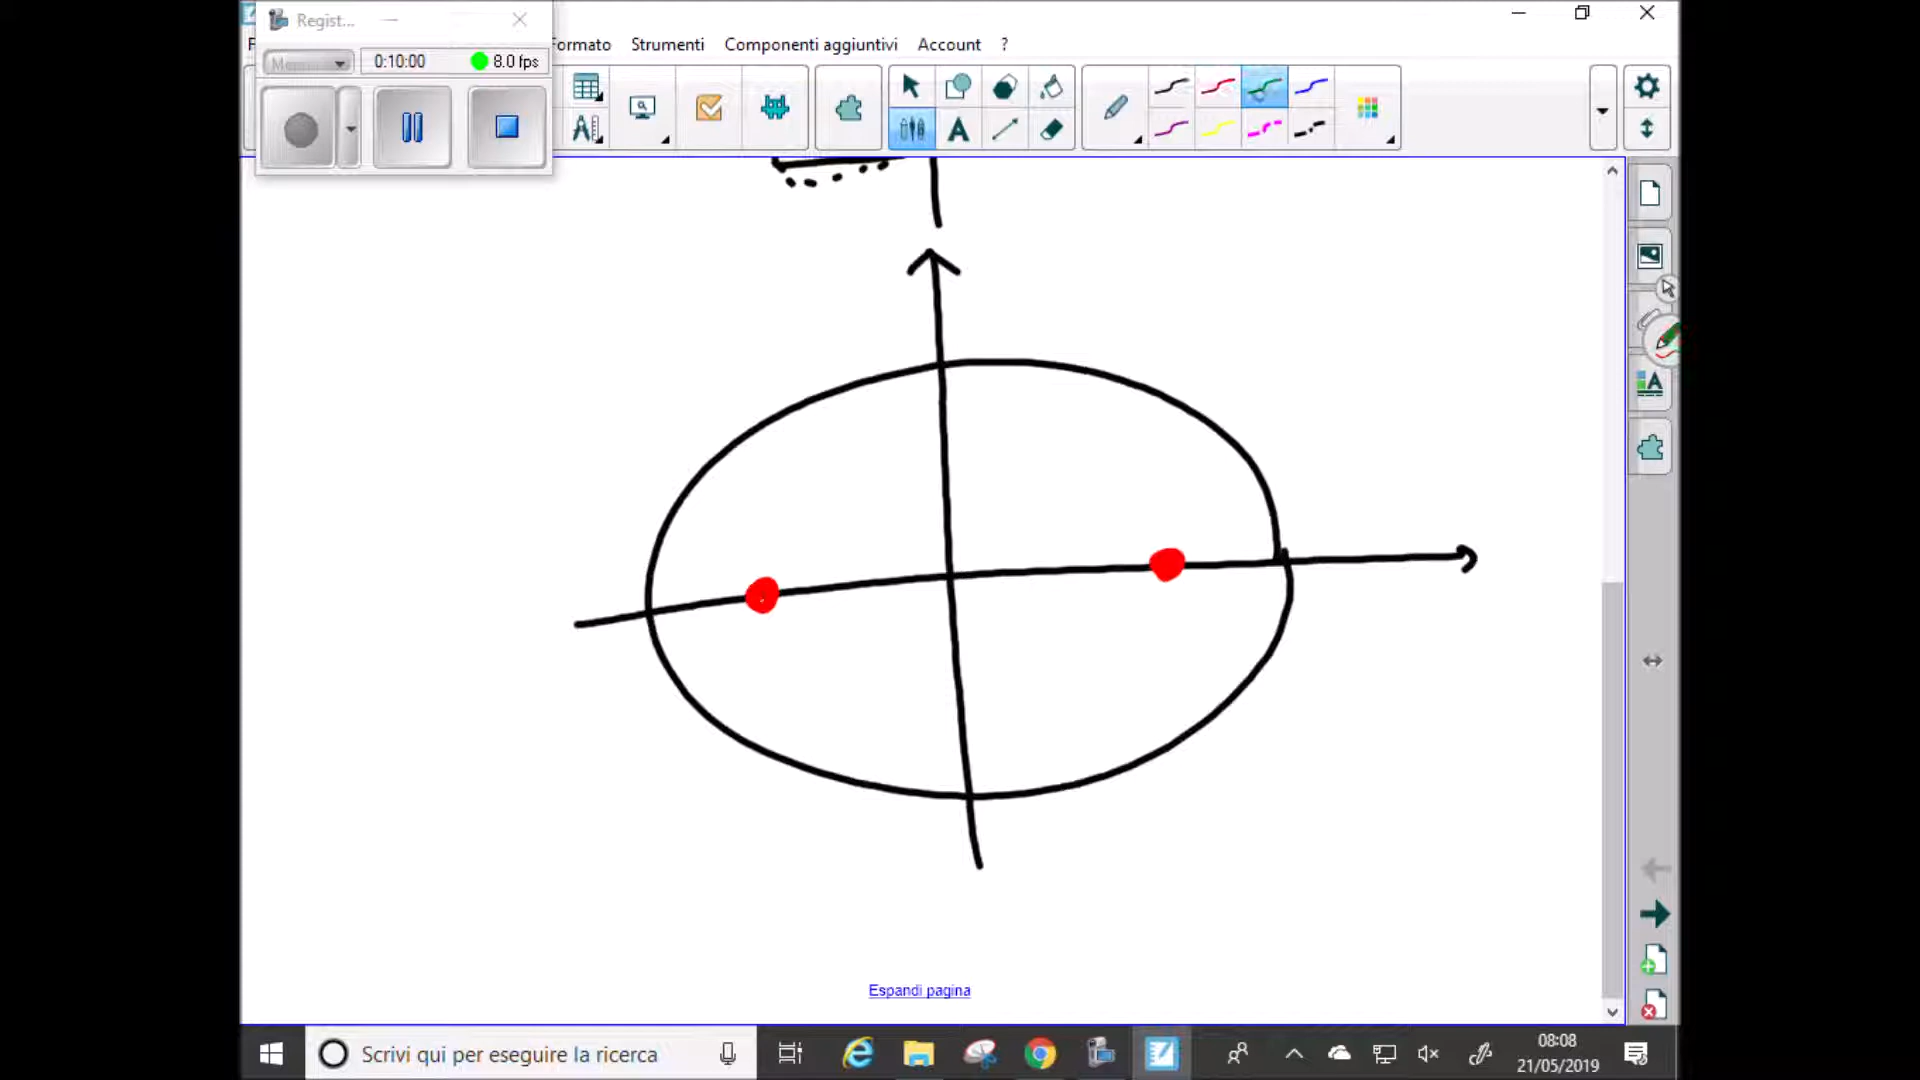 Regist...
0:10:00 8.0 fps
ormato Strumenti Componenti aggiuntivi Account ?
Espandi pagina
Scrivi qui per eseguire la ricerca
08:08
21/05/2019